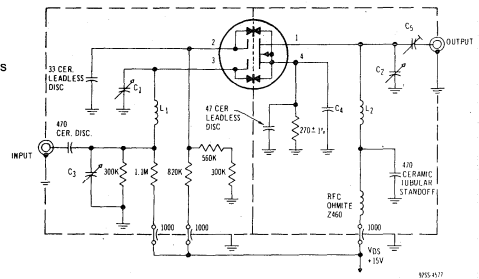 S
2
3
1
4
C5
OUTPUT
33 CER.
LEADLESS
DISC
C1
C2
47 CER
LEADLESS
DISC
C4
270 ± 1%
L1
L2
470
CER. DISC.
INPUT
C3
300K
1.1M
820K
560K
300K
470
CERAMIC
TUBULAR
STANDOFF
RFC
OHMITE
Z460
1000
1000
1000
VDS
+15V
92SS-4577